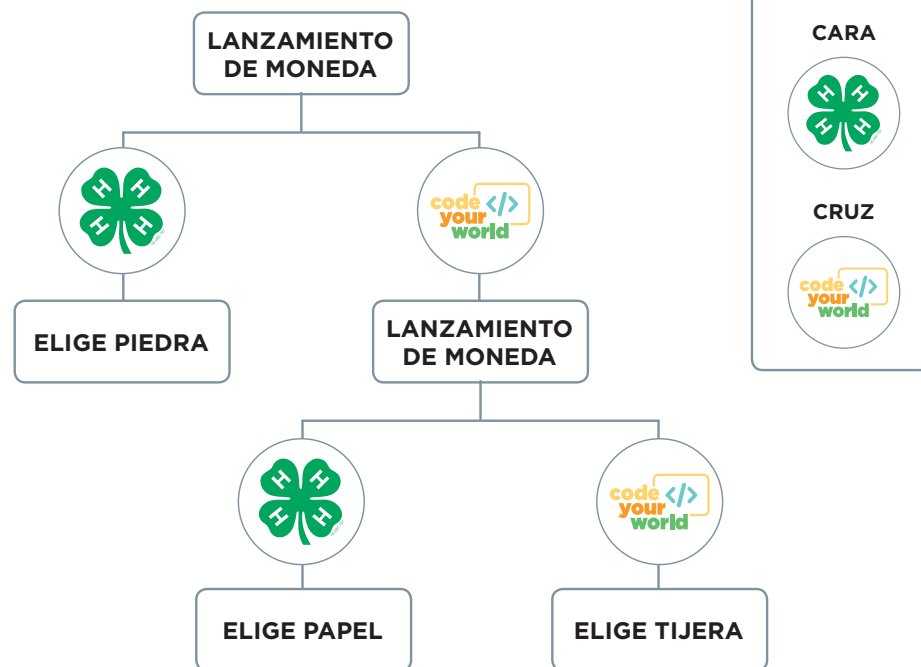 LANZAMIENTO
DE MONEDA
H H
H H
code </>
your
world
ELIGE PIEDRA
LANZAMIENTO
DE MONEDA
H H
H H
code </>
your
world
ELIGE PAPEL
ELIGE TIJERA
CARA
H H
H H
CRUZ
code </>
your
world